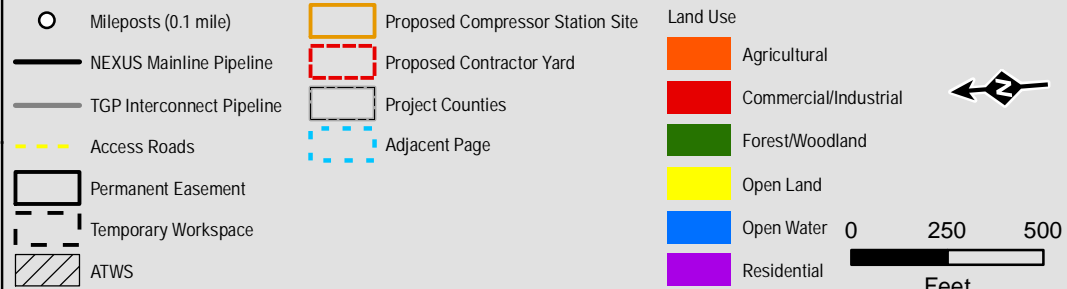 Mileposts (0.1 mile)
NEXUS Mainline Pipeline
TGP Interconnect Pipeline
Access Roads
Permanent Easement
Temporary Workspace
ATWS
Proposed Compressor Station Site
Proposed Contractor Yard
Project Counties
Adjacent Page
Land Use
Agricultural
Commercial/Industrial
Forest/Woodland
Open Land
Open Water
Residential
N
0 250 500
Feet